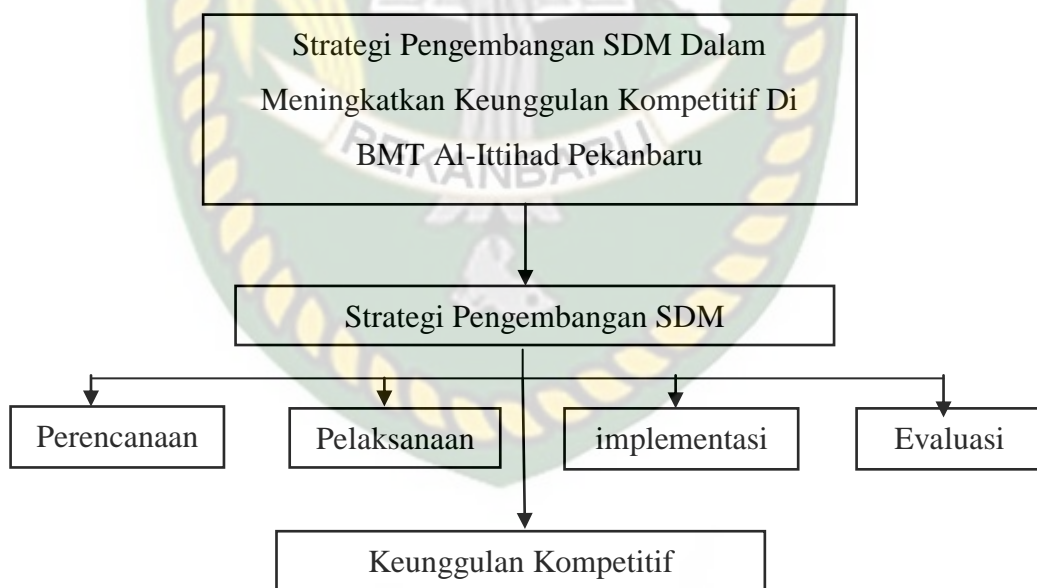 Strategi Pengembangan SDM Dalam
Meningkatkan Keunggulan Kompetitif Di
BMT Al-Ittihad Pekanbaru
PEKANBARU
Strategi Pengembangan SDM
Perencanaan
Pelaksanaan
implementasi
Evaluasi
Keunggulan Kompetitif